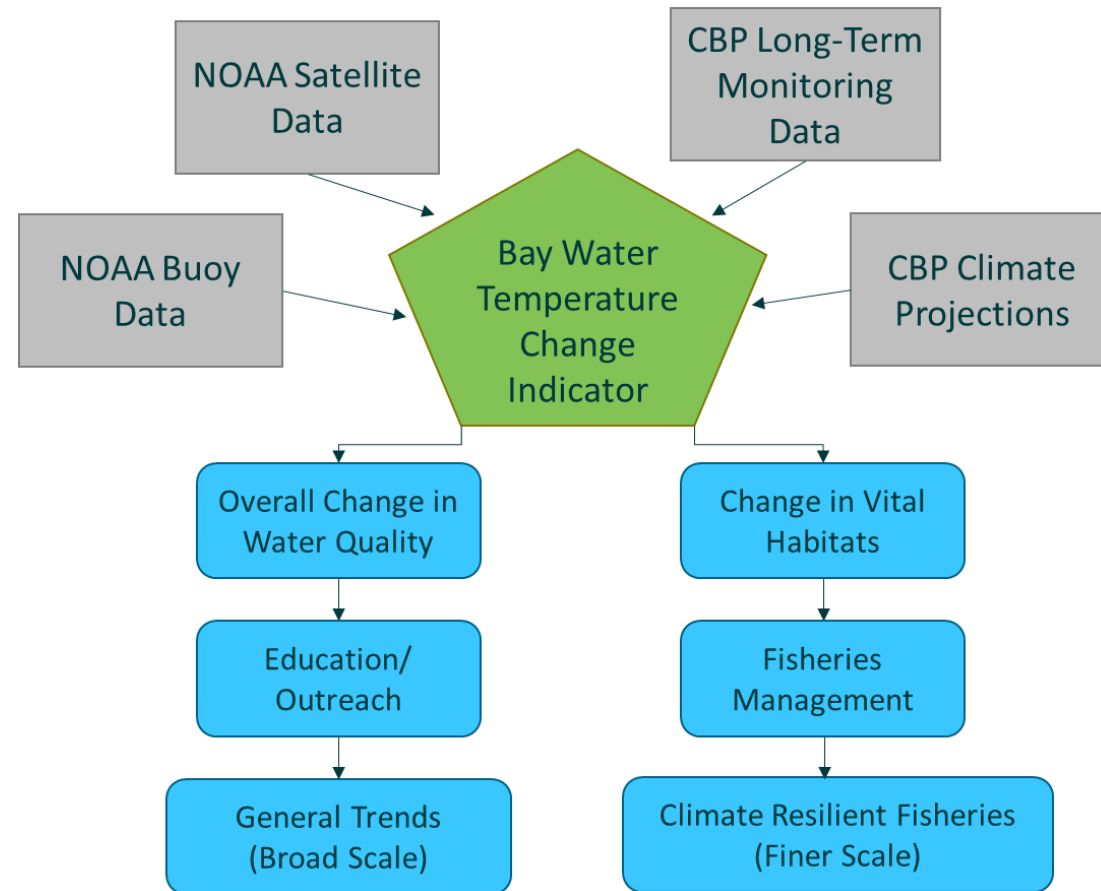 NOAA Satellite
Data
CBP Long-Term
Monitoring
Data
NOAA Buoy
Data
Bay Water
Temperature
Change
Indicator
CBP Climate
Projections
Overall Change in
Water Quality
Change in Vital
Habitats
Education/
Outreach
Fisheries
Management
General Trends
(Broad Scale)
Climate Resilient Fisheries
(Finer Scale)